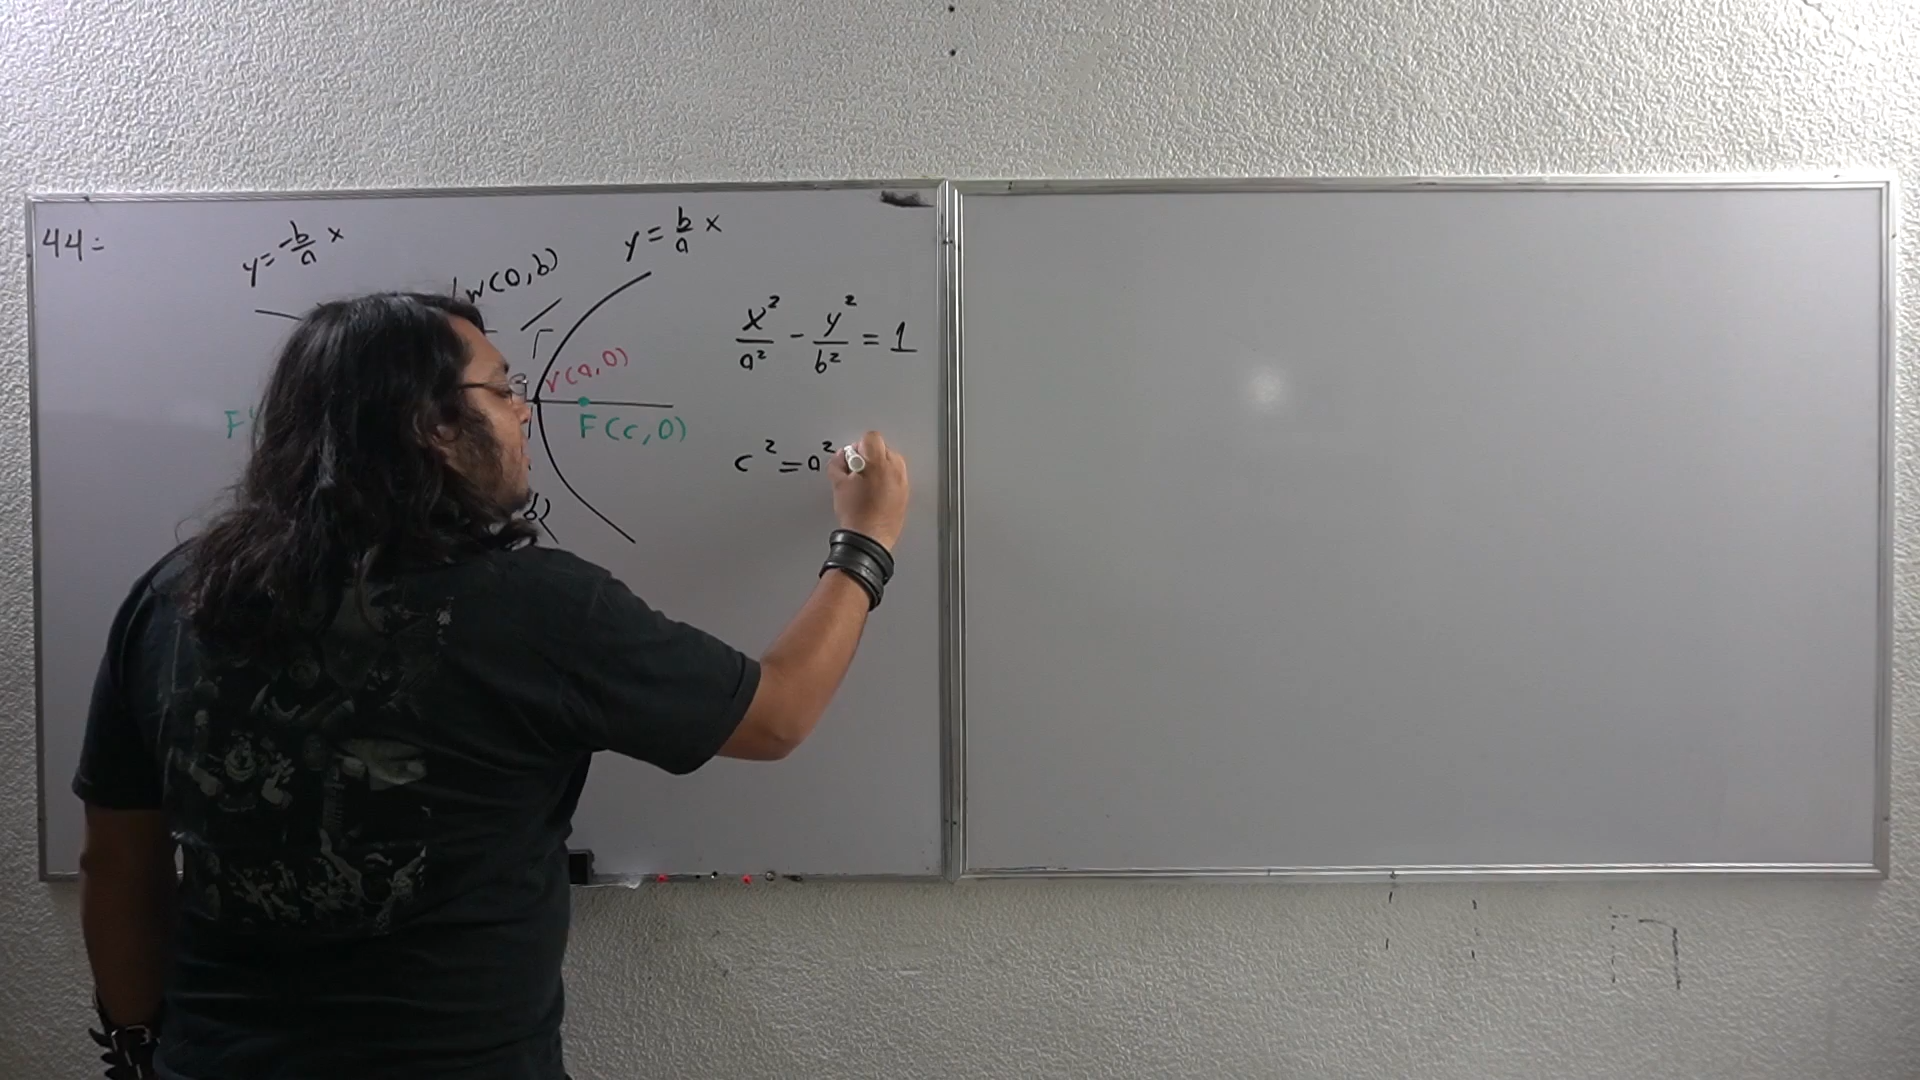 44:
y = -b/a x
W(0,b)
y = b/a x
x²/a² - y²/b² = 1
V(a,0)
F'
F(c,0)
c² = a²
b)